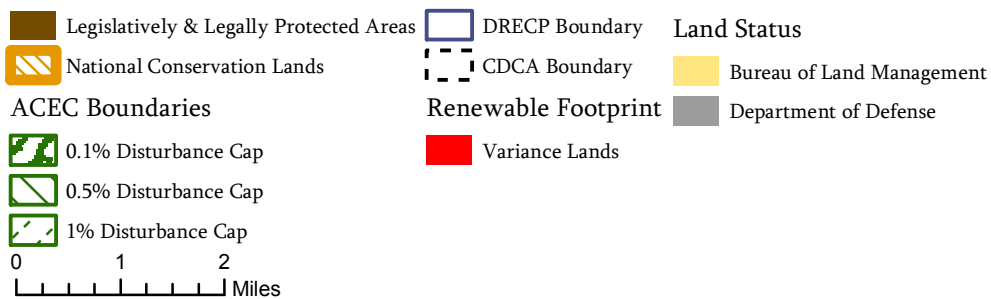 Legislatively & Legally Protected Areas
National Conservation Lands
ACEC Boundaries
0.1% Disturbance Cap
0.5% Disturbance Cap
1% Disturbance Cap
0 1 2
Miles
DRECP Boundary
CDCA Boundary
Renewable Footprint
Variance Lands
Land Status
Bureau of Land Management
Department of Defense